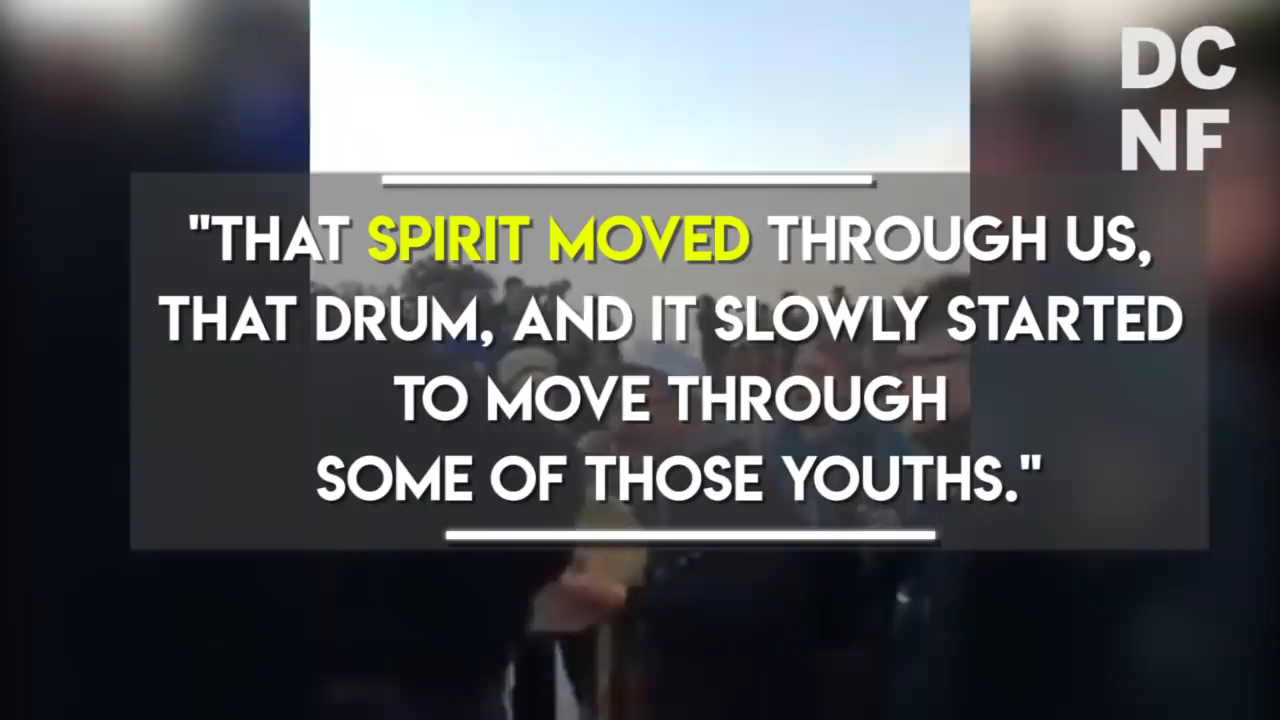 DC
NF
"THAT SPIRIT MOVED THROUGH US,
THAT DRUM, AND IT SLOWLY STARTED
TO MOVE THROUGH
SOME OF THOSE YOUTHS."